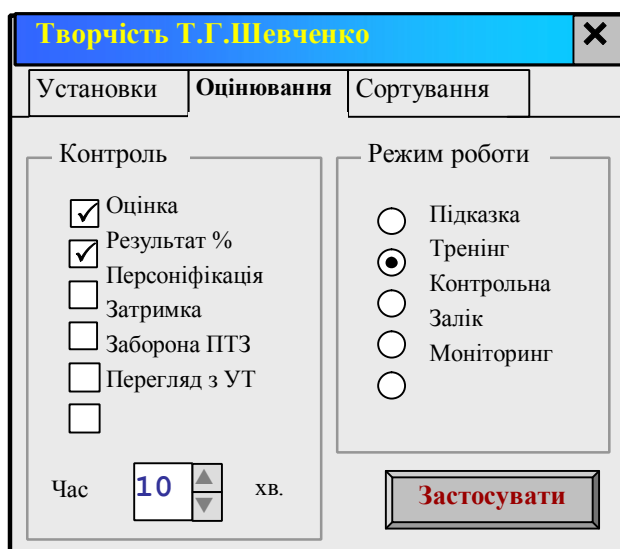 Творчість Т.Г.Шевченко
Установки Оцінювання Сортування
Контроль
Оцінка
Результат %
Персоніфікація
Затримка
Заборона ПТЗ
Перегляд з УТ
Час 10 хв.
Режим роботи
Підказка
Тренінг
Контрольна
Залік
Моніторинг
Застосувати